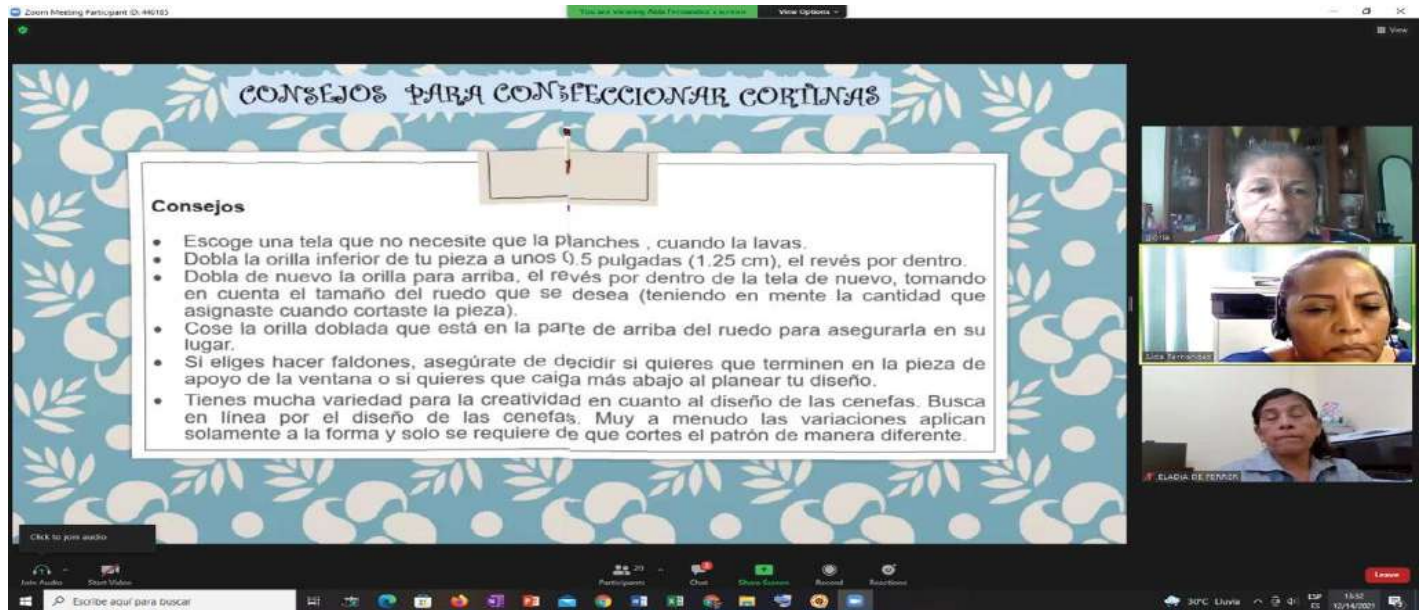 Zoom Meeting Participant ID: 446185
View Options
View
CONSEJOS PARA CONFECCIONAR CORTINAS
Consejos
• Escoge una tela que no necesite que la planches , cuando la lavas.
• Dobla la orilla inferior de tu pieza a unos 0.5 pulgadas (1.25 cm), el revés por dentro.
• Dobla de nuevo la orilla para arriba, el revés por dentro de la tela de nuevo, tomando
en cuenta el tamaño del ruedo que se desea (teniendo en mente la cantidad que
asignaste cuando cortaste la pieza).
• Cose la orilla doblada que está en la parte de arriba del ruedo para asegurarla en su
lugar.
• Si eliges hacer faldones, asegúrate de decidir si quieres que terminen en la pieza de
apoyo de la ventana o si quieres que caiga más abajo al planear tu diseño.
• Tienes mucha variedad para la creatividad en cuanto al diseño de las cenefas. Busca
en línea por el diseño de las cenefas. Muy a menudo las variaciones aplican
solamente a la forma y solo se requiere de que cortes el patrón de manera diferente.
gloria
Fernandez
ELADIA DE FERRER
Click to join audio
Join Audio
Start Video
Participants
20
Chat
Share Screen
Record
Reactions
Leave
Escribe aquí para buscar
30°C Lluvia
ESP
ES
12/14/2021